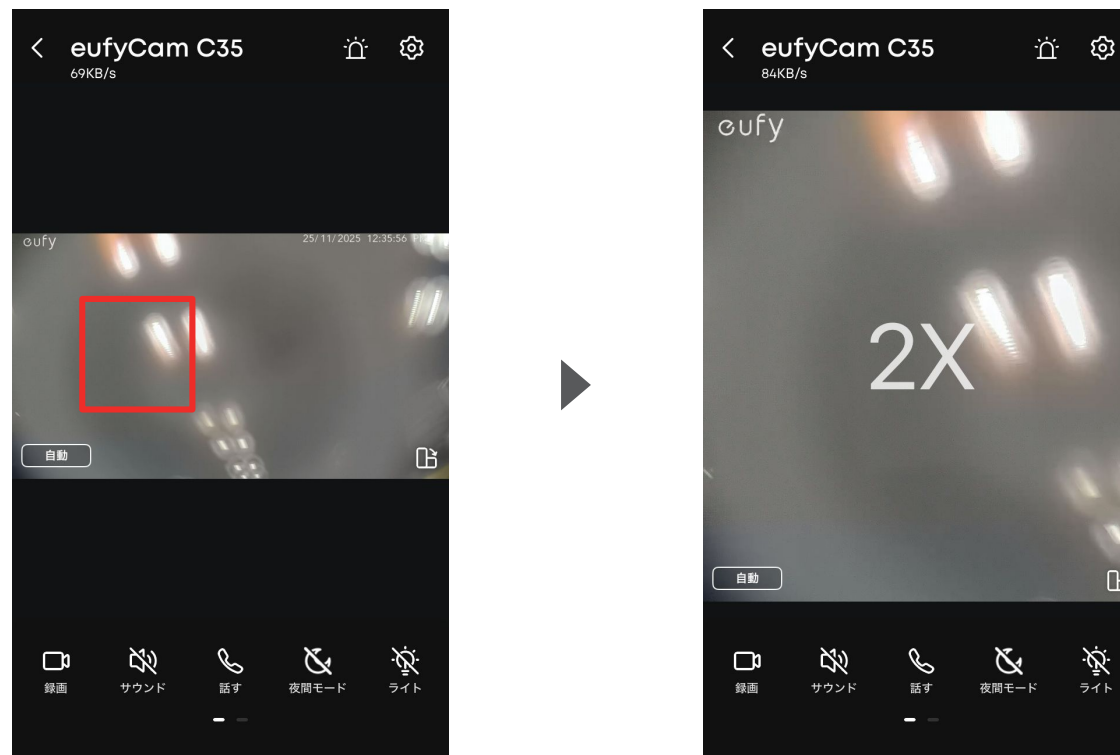 eufyCam C35
69KB/s
eufy
25/11/2025 12:35:56
自動
録画 サウンド 話す 夜間モード ライト
eufyCam C35
84KB/s
eufy
2X
自動
録画 サウンド 話す 夜間モード ライト